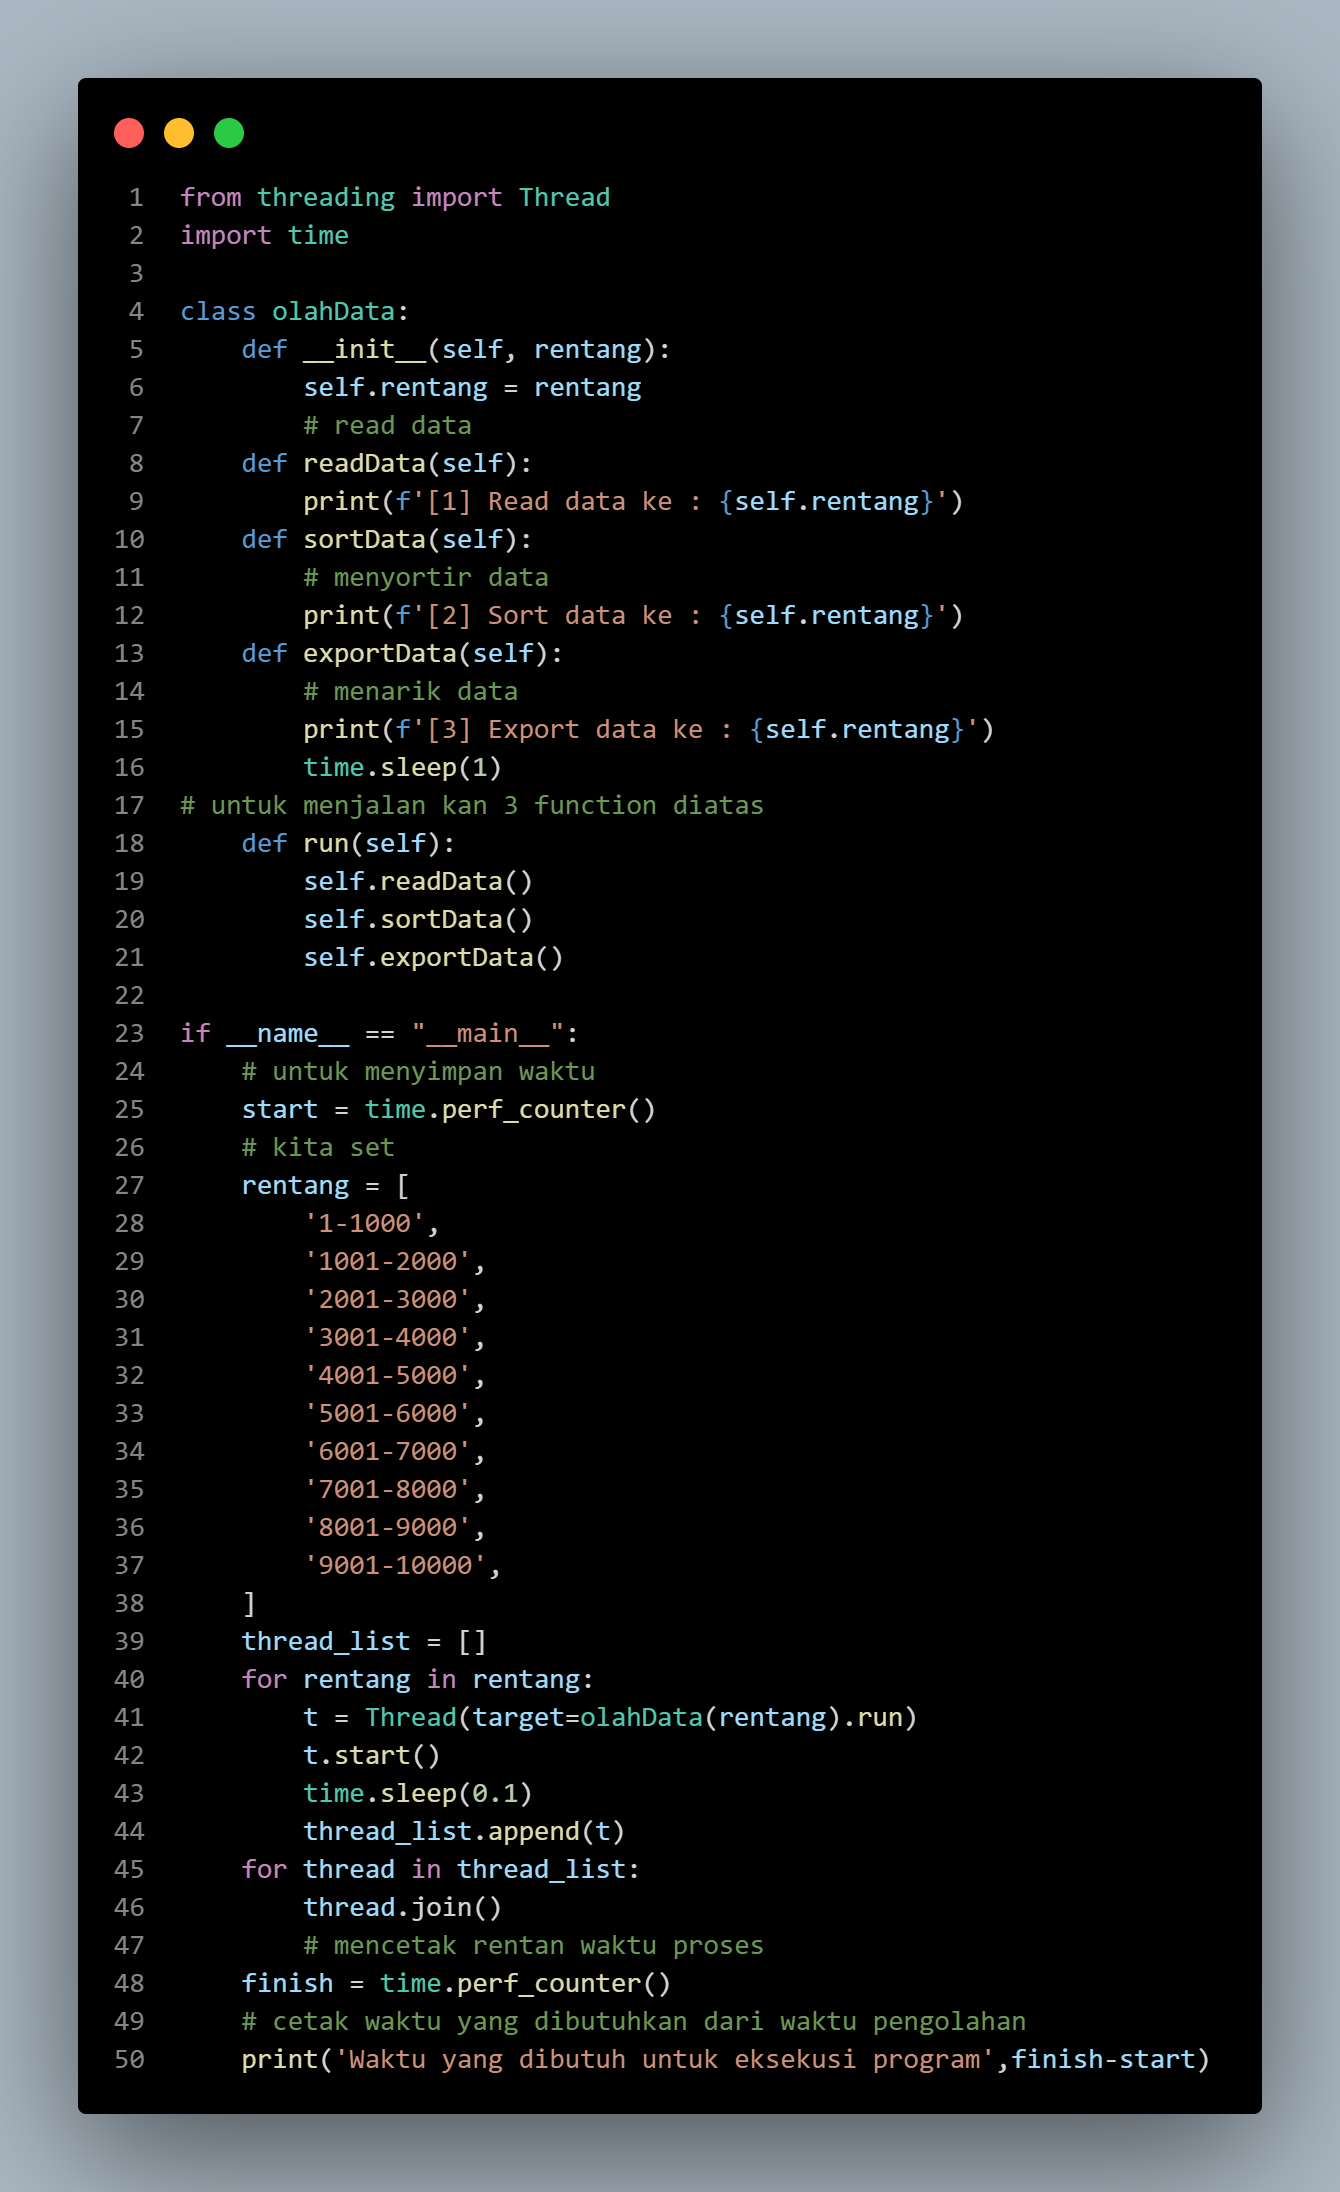 1 from threading import Thread
2 import time
3
4 class olahData:
5     def __init__(self, rentang):
6         self.rentang = rentang
7         # read data
8     def readData(self):
9         print(f'[1] Read data ke : {self.rentang}')
10     def sortData(self):
11         # menyortir data
12         print(f'[2] Sort data ke : {self.rentang}')
13     def exportData(self):
14         # menarik data
15         print(f'[3] Export data ke : {self.rentang}')
16         time.sleep(1)
17 # untuk menjalan kan 3 function diatas
18     def run(self):
19         self.readData()
20         self.sortData()
21         self.exportData()
22
23 if __name__ == "__main__":
24     # untuk menyimpan waktu
25     start = time.perf_counter()
26     # kita set
27     rentang = [
28         '1-1000',
29         '1001-2000',
30         '2001-3000',
31         '3001-4000',
32         '4001-5000',
33         '5001-6000',
34         '6001-7000',
35         '7001-8000',
36         '8001-9000',
37         '9001-10000',
38     ]
39     thread_list = []
40     for rentang in rentang:
41         t = Thread(target=olahData(rentang).run)
42         t.start()
43         time.sleep(0.1)
44         thread_list.append(t)
45     for thread in thread_list:
46         thread.join()
47         # mencetak rentan waktu proses
48     finish = time.perf_counter()
49     # cetak waktu yang dibutuhkan dari waktu pengolahan
50     print('Waktu yang dibutuh untuk eksekusi program',finish-start)